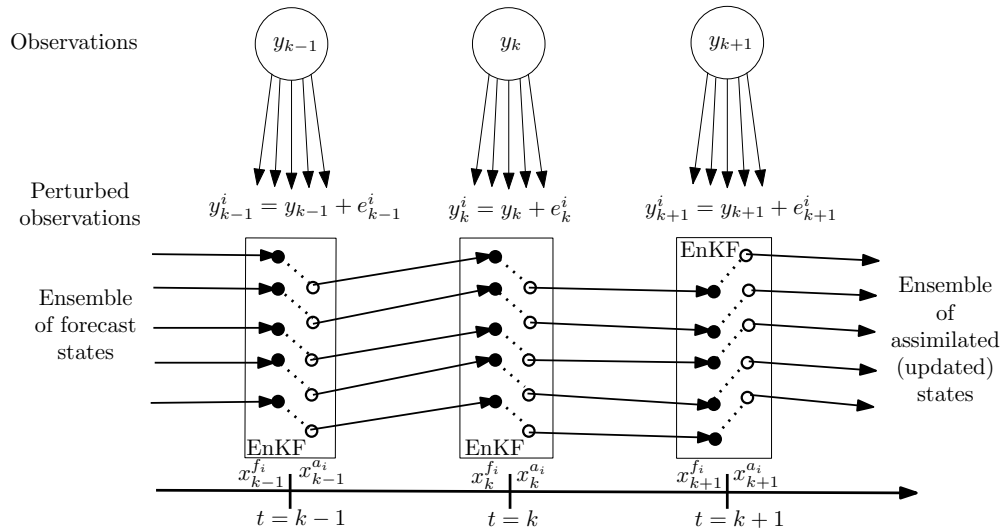 Observations
y_{k-1}
y_k
y_{k+1}
Perturbed
observations
y^i_{k-1} = y_{k-1} + e^i_{k-1}
y^i_k = y_k + e^i_k
y^i_{k+1} = y_{k+1} + e^i_{k+1}
EnKF
Ensemble
of forecast
states
Ensemble
of
assimilated
(updated)
states
EnKF
EnKF
x^{f_i}_{k-1}
x^{a_i}_{k-1}
x^{f_i}_k
x^{a_i}_k
x^{f_i}_{k+1}
x^{a_i}_{k+1}
t = k - 1
t = k
t = k + 1